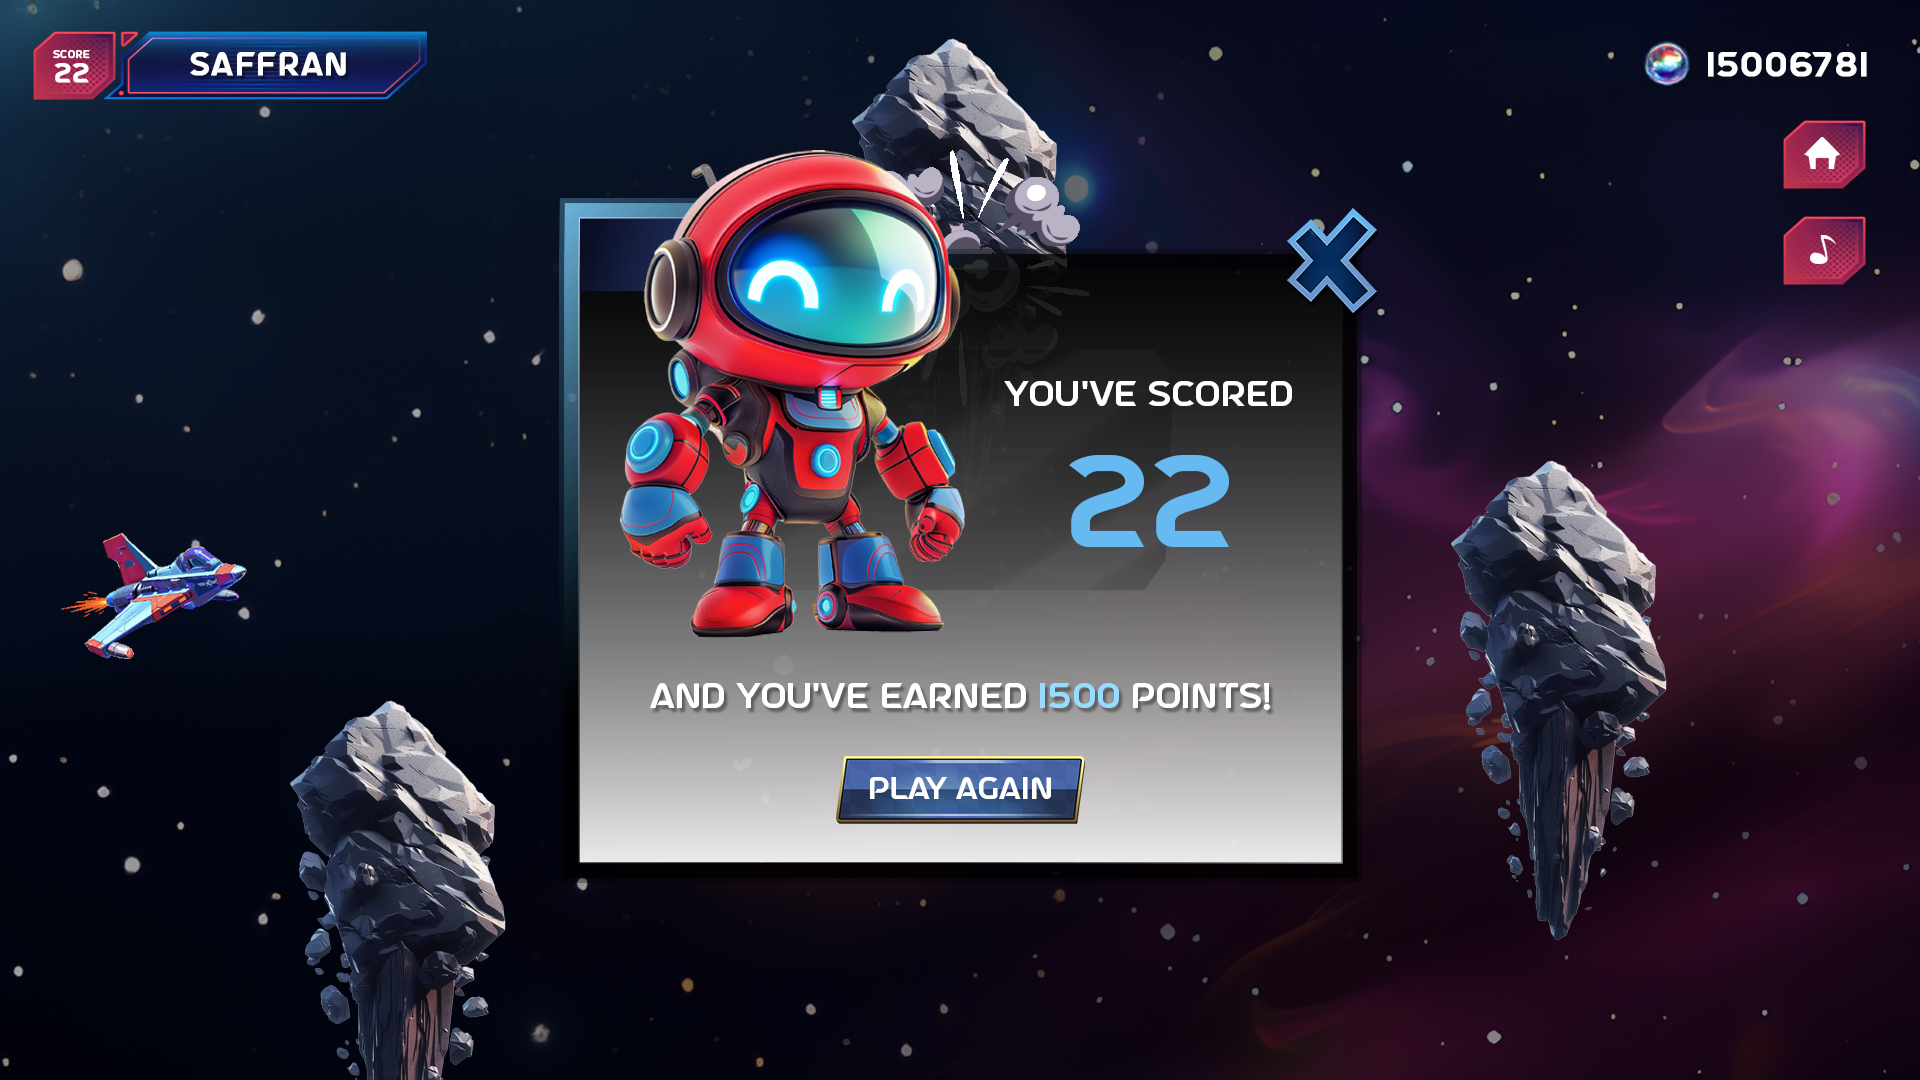 SCORE
22
SAFFRAN
15006781
YOU'VE SCORED
22
AND YOU'VE EARNED 1500 POINTS!
PLAY AGAIN